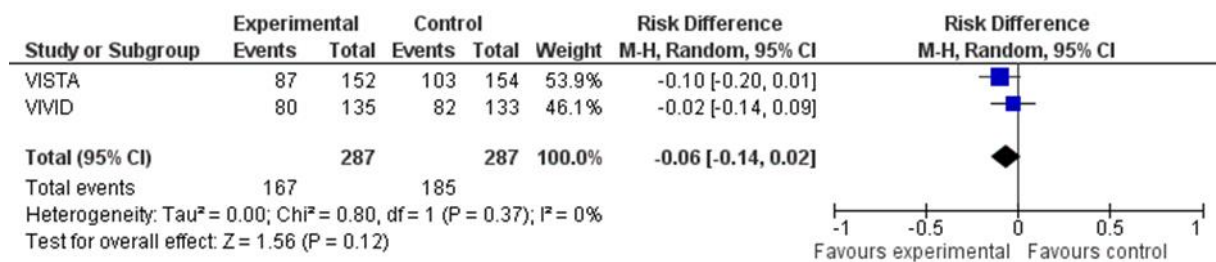 Experimental Control Risk Difference Risk Difference
Study or Subgroup Events Total Events Total Weight M-H, Random, 95% CI M-H, Random, 95% CI
VISTA 87 152 103 154 53.9% -0.10 [-0.20, 0.01]
VIVID 80 135 82 133 46.1% -0.02 [-0.14, 0.09]
Total (95% CI) 287 287 100.0% -0.06 [-0.14, 0.02]
Total events 167 185
Heterogeneity: Tau² = 0.00; Chi² = 0.80, df = 1 (P = 0.37); I² = 0%
Test for overall effect: Z = 1.56 (P = 0.12)
-1 -0.5 0 0.5 1
Favours experimental Favours control